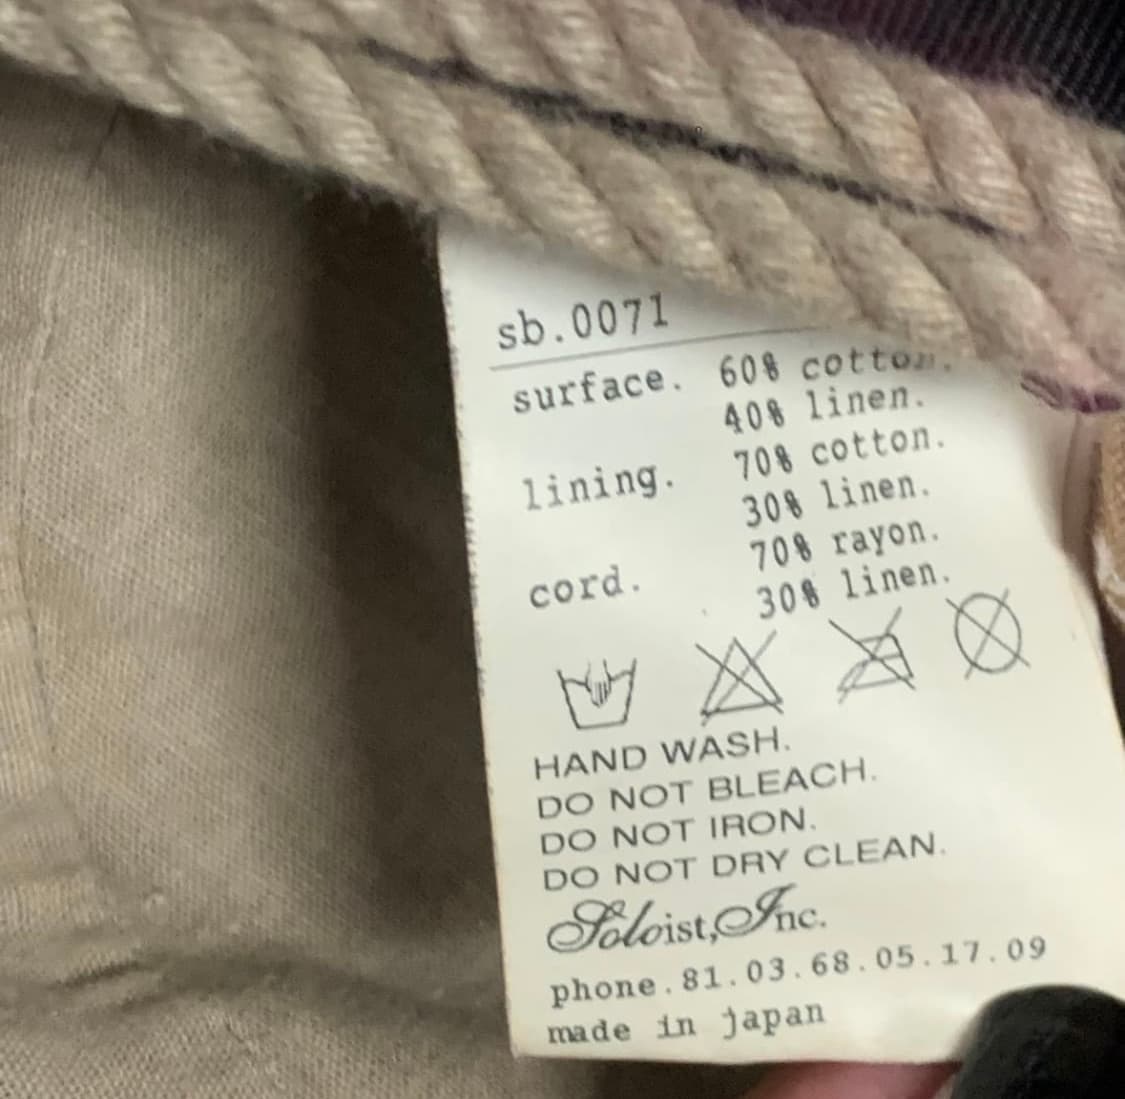 sb.0071
surface. 60% cotton.
40% linen.
lining. 70% cotton.
30% linen.
cord. 70% rayon.
30% linen.
HAND WASH.
DO NOT BLEACH.
DO NOT IRON.
DO NOT DRY CLEAN.
Soloist, Inc.
phone.81.03.68.05.17.09
made in japan